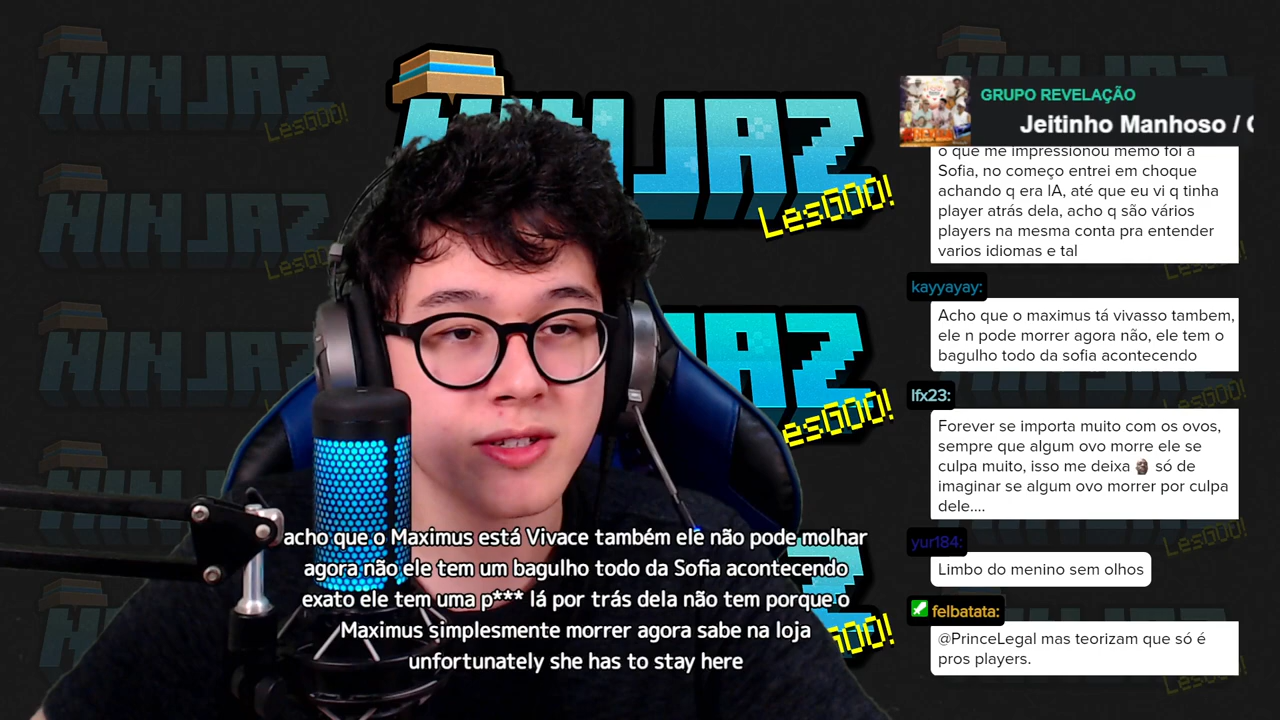 NINJAZ
LesGOO!
NINJAZ
LesGOO!
NINJAZ
LesGOO!
GRUPO REVELAÇÃO
Jeitinho Manhoso /
o que me impressionou memo foi a
Sofia, no começo entrei em choque
achando q era IA, até que eu vi q tinha
player atrás dela, acho q são vários
players na mesma conta pra entender
varios idiomas e tal
kayyayay:
Acho que o maximus tá vivasso tambem,
ele n pode morrer agora não, ele tem o
bagulho todo da sofia acontecendo
lfx23:
Forever se importa muito com os ovos,
sempre que algum ovo morre ele se
culpa muito, isso me deixa 🗿 só de
imaginar se algum ovo morrer por culpa
dele....
yur184:
Limbo do menino sem olhos
felbatata:
@PrinceLegal mas teorizam que só é
pros players.
acho que o Maximus está Vivace também ele não pode molhar
agora não ele tem um bagulho todo da Sofia acontecendo
exato ele tem uma p*** lá por trás dela não tem porque o
Maximus simplesmente morrer agora sabe na loja
unfortunately she has to stay here